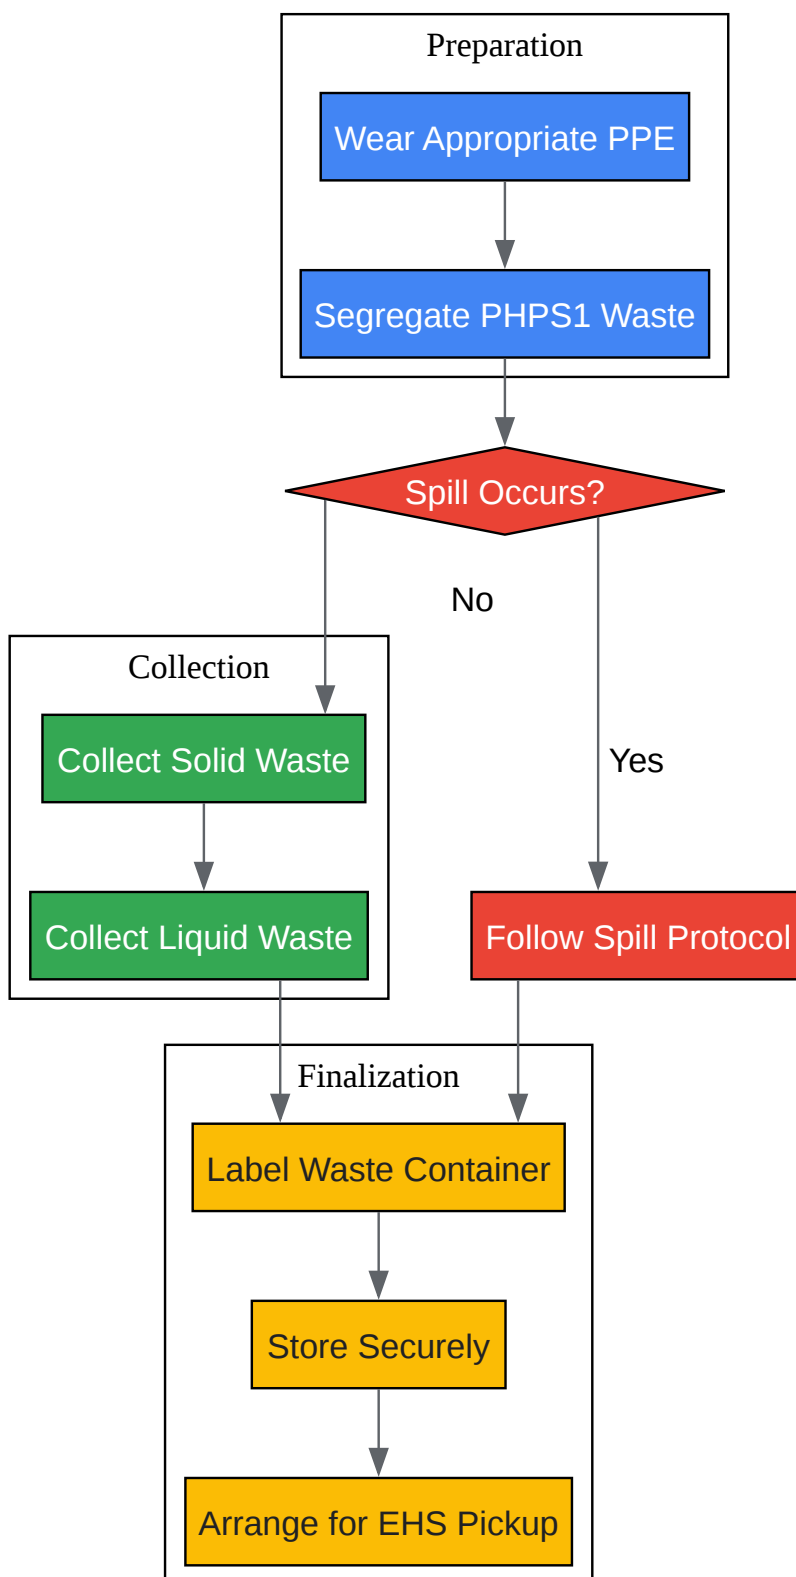 Preparation
Wear Appropriate PPE
Segregate PHPS1 Waste
Spill Occurs?
No
Collection
Collect Solid Waste
Yes
Collect Liquid Waste
Follow Spill Protocol
Finalization
Label Waste Container
Store Securely
Arrange for EHS Pickup